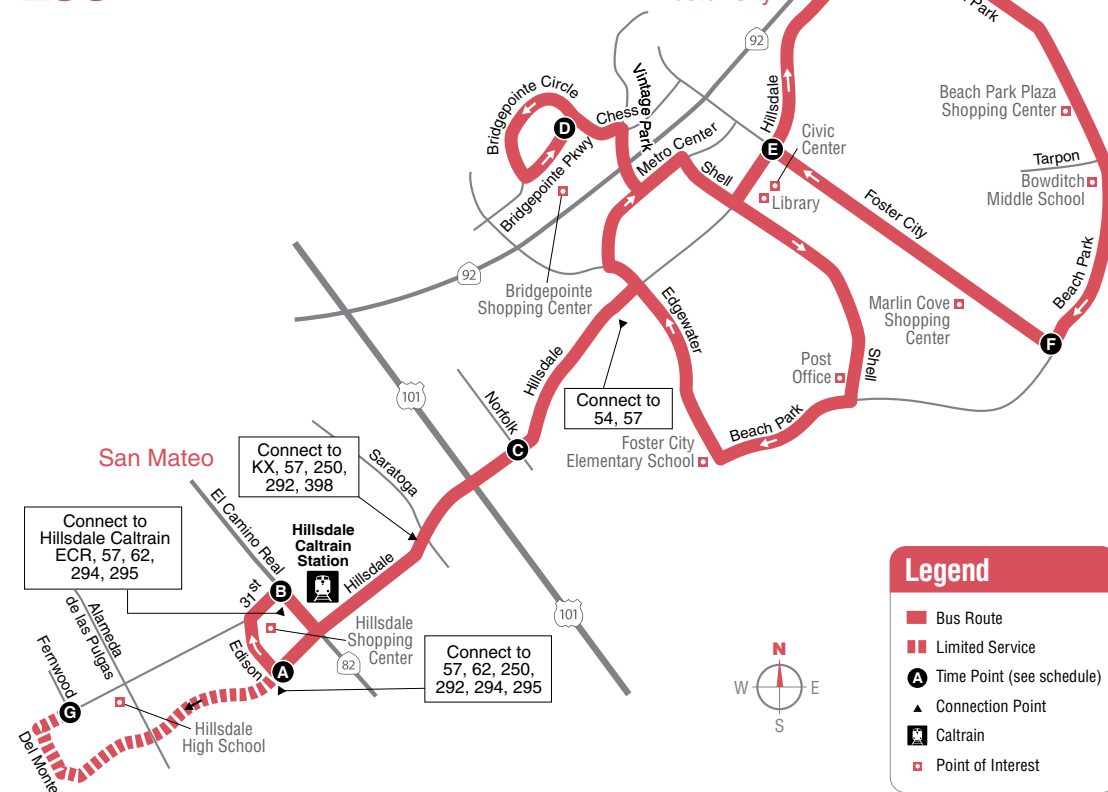 92
Park
Bridgepointe Circle
Vintage Park
Chess
D
Bridgepointe Pkwy
Metro Center
Shell
Hillsdale
E
Civic
Center
Library
Beach Park Plaza
Shopping Center
Tarpon
Bowditch
Middle School
Foster City
Beach Park
92
Bridgepointe
Shopping Center
Edgewater
Marlin Cove
Shopping
Center
F
Post
Office
Shell
Hillsdale
101
Norfolk
Connect to
54, 57
Beach Park
Foster City
Elementary School
C
San Mateo
Connect to
KX, 57, 250,
292, 398
Saratoga
El Camino Real
Connect to
Hillsdale Caltrain
ECR, 57, 62,
294, 295
Hillsdale
Caltrain
Station
Hillsdale
31st
B
101
Alameda
de las Pulgas
Hillsdale
Shopping
Center
Edison
A
82
Connect to
57, 62, 250,
292, 294, 295
Fernwood
G
Hillsdale
High School
Del Monte
N
W
E
S
Legend
Bus Route
Limited Service
A Time Point (see schedule)
Connection Point
Caltrain
Point of Interest